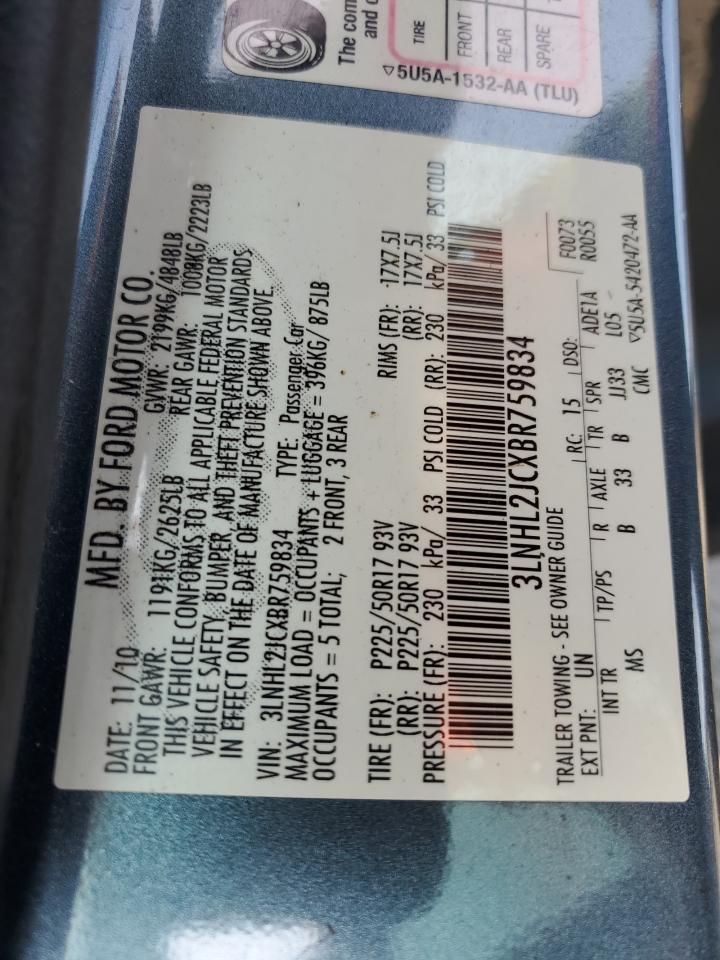 The com
and c
TIRE
FRONT
REAR
SPARE
▽5U5A-1532-AA (TLU)
MFD. BY FORD MOTOR CO.
DATE: 11/10 GVWR: 2199KG/4848LB
FRONT GAWR: 1191KG/2625LB REAR GAWR: 1008KG/2223LB
THIS VEHICLE CONFORMS TO ALL APPLICABLE FEDERAL MOTOR
VEHICLE SAFETY, BUMPER, AND THEFT PREVENTION STANDARDS
IN EFFECT ON THE DATE OF MANUFACTURE SHOWN ABOVE.
VIN: 3LNHL2JCXBR759834 TYPE: Passenger Car
MAXIMUM LOAD = OCCUPANTS + LUGGAGE = 396KG/ 875LB
OCCUPANTS = 5 TOTAL; 2 FRONT, 3 REAR
TIRE (FR): P225/50R17 93V RIMS (FR): 17X7.5J
(RR): P225/50R17 93V (RR): 17X7.5J
PRESSURE (FR): 230 kPa/ 33 PSI COLD (RR): 230 kPa/ 33 PSI COLD
3LNHL2JCXBR759834
TRAILER TOWING - SEE OWNER GUIDE
EXT PNT: UN RC: 15 DSO: F0073
R0055
INT TR TP/PS R AXLE TR SPR ADE1A
MS B 33 B JJ33 L05
CMC ▽5U5A-5420472-AA